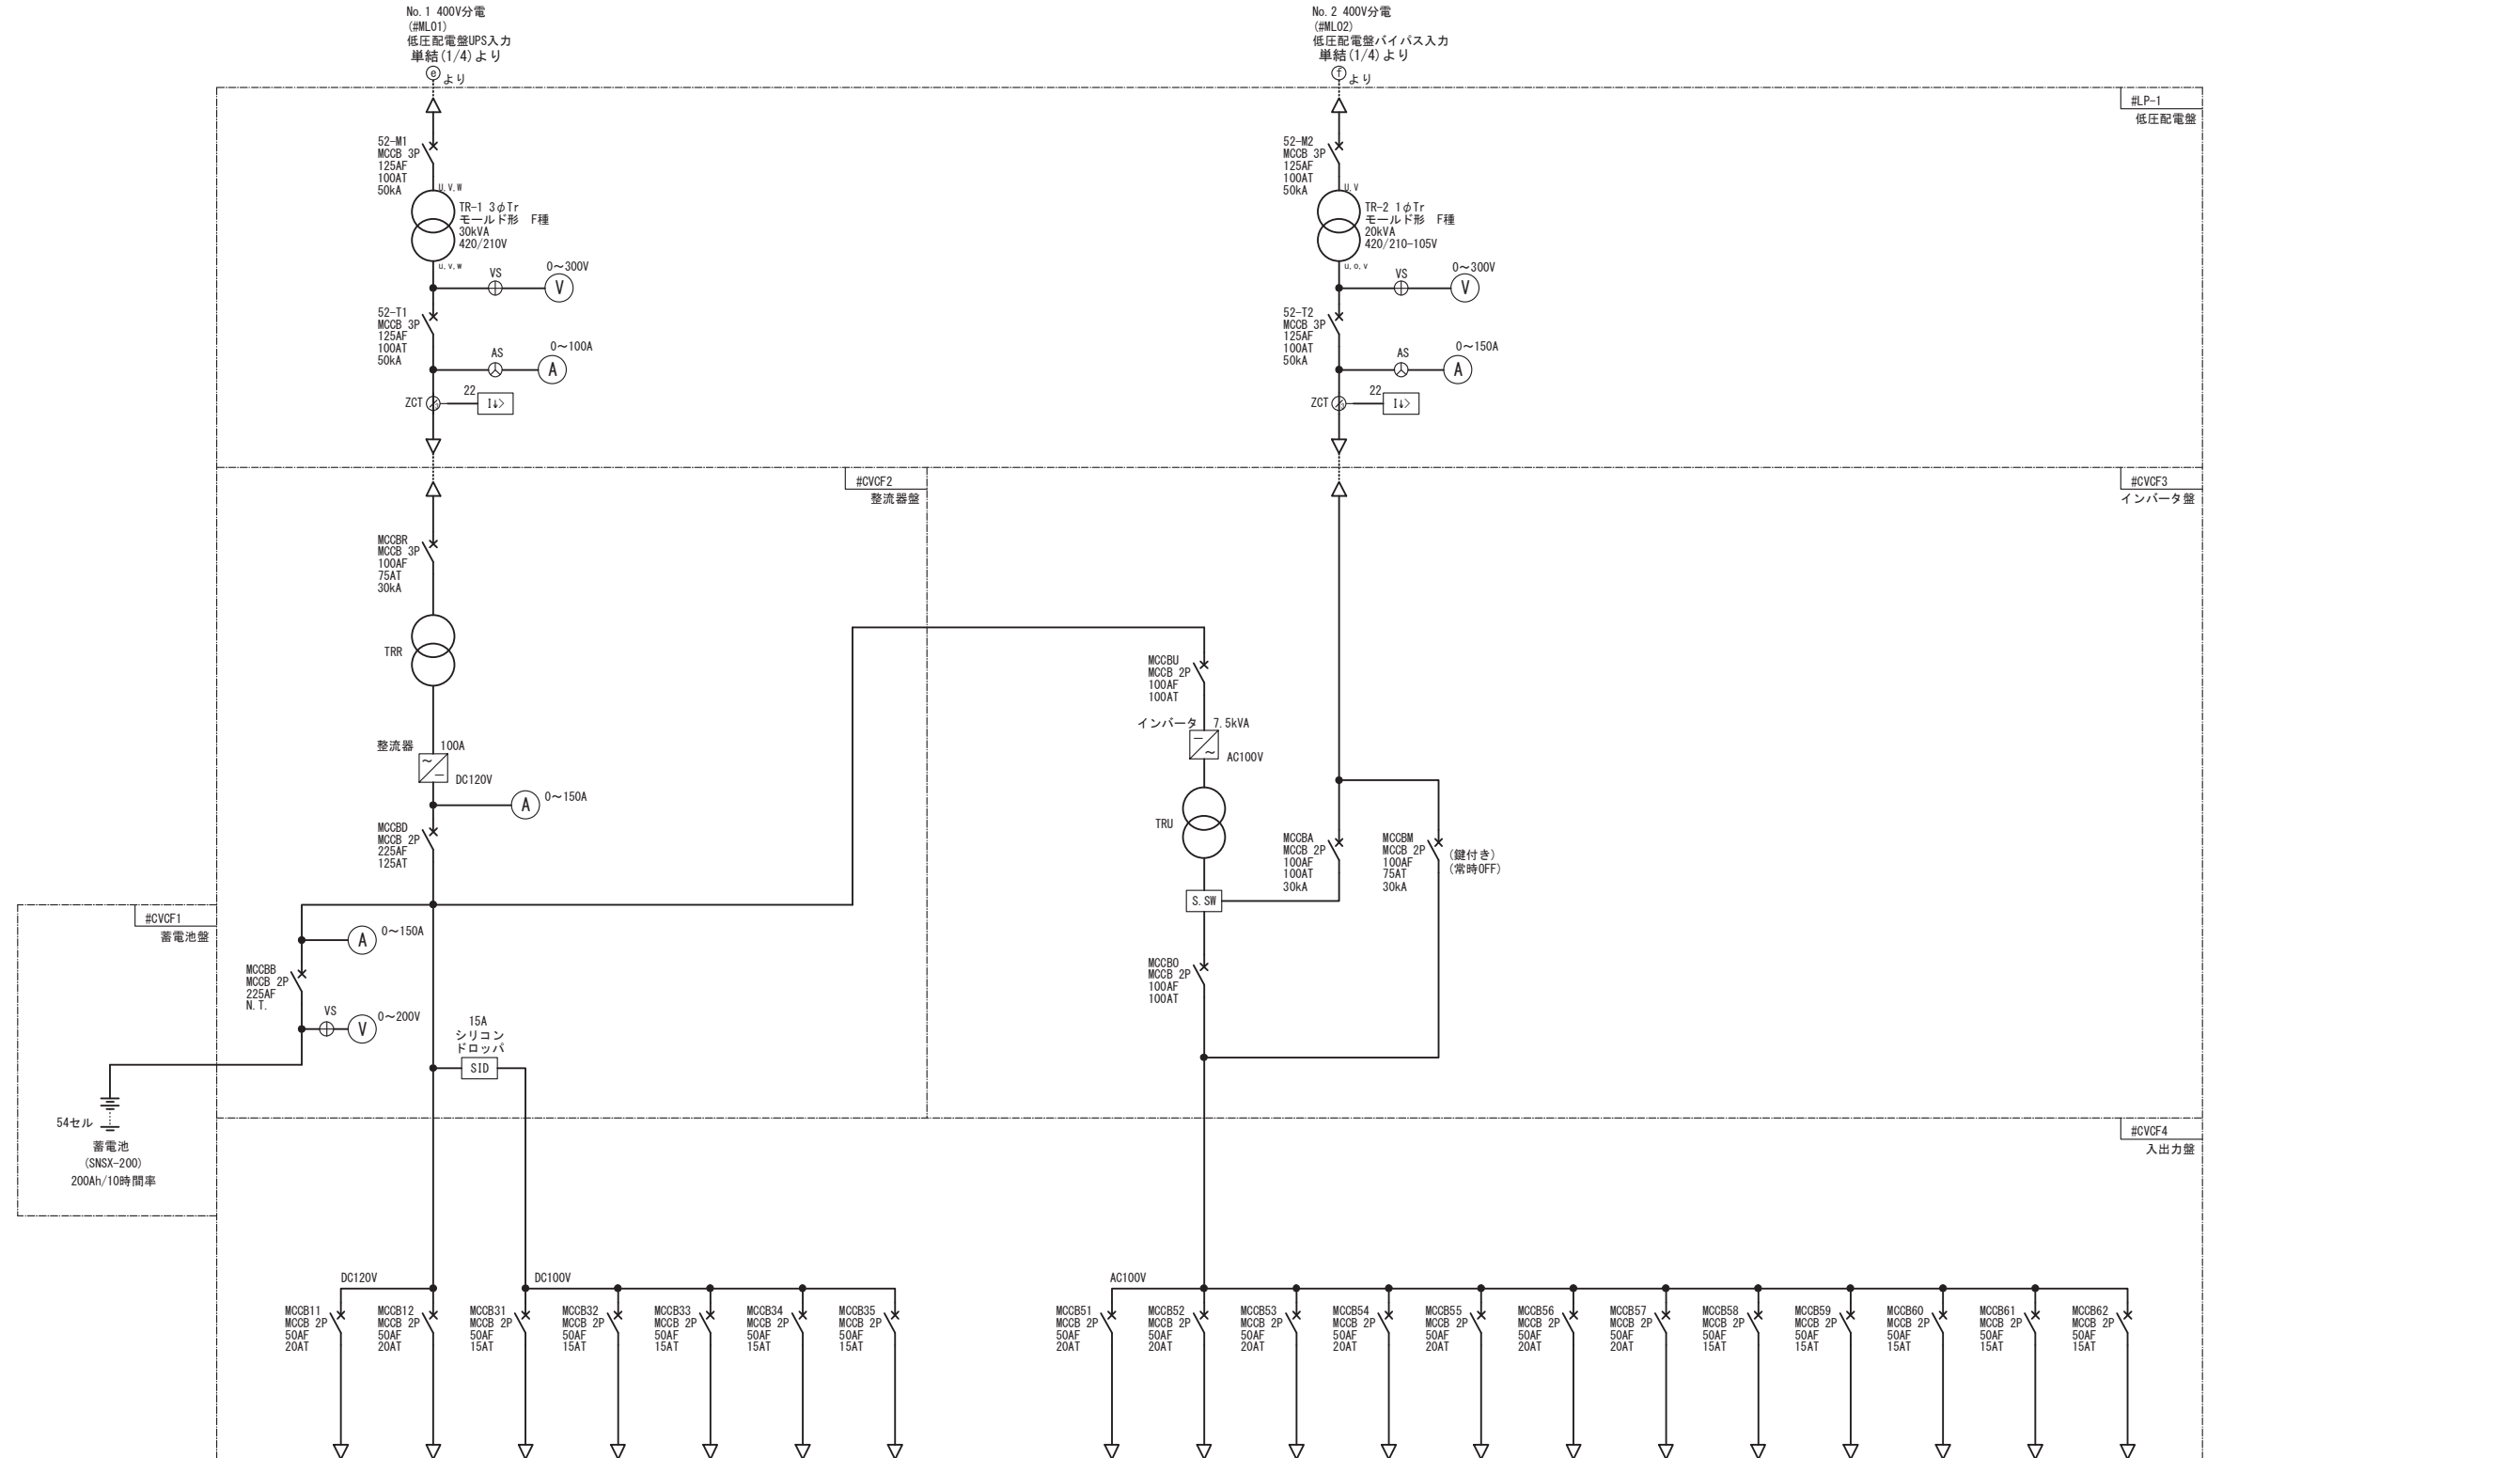 No.1 400V分電
(#ML01)
低圧配電盤UPS入力
単結(1/4)より
e より
No.2 400V分電
(#ML02)
低圧配電盤バイパス入力
単結(1/4)より
f より
#LP-1
低圧配電盤
52-M1
MCCB 3P
125AF
100AT
50kA
U,V,W
TR-1 3φTr
モールド形 F種
30kVA
420/210V
u,v,w
VS
0～300V
V
52-T1
MCCB 3P
125AF
100AT
50kA
AS
0～100A
A
ZCT
22
I↓>
52-M2
MCCB 3P
125AF
100AT
50kA
U,V
TR-2 1φTr
モールド形 F種
20kVA
420/210-105V
u,o,v
VS
0～300V
V
52-T2
MCCB 3P
125AF
100AT
50kA
AS
0～150A
A
ZCT
22
I↓>
#CVCF2
整流器盤
#CVCF3
インバータ盤
MCCBR
MCCB 3P
100AF
75AT
30kA
TRR
整流器
100A
DC120V
A
0～150A
MCCBD
MCCB 2P
225AF
125AT
MCCBU
MCCB 2P
100AF
100AT
インバータ
7.5kVA
AC100V
TRU
S.SW
MCCBA
MCCB 2P
100AF
100AT
30kA
MCCBM
MCCB 2P
100AF
75AT
30kA
(鍵付き)
(常時OFF)
MCCBO
MCCB 2P
100AF
100AT
#CVCF1
蓄電池盤
A
0～150A
MCCBB
MCCB 2P
225AF
N.T.
VS
V
0～200V
15A
シリコン
ドロッパ
SID
54セル
蓄電池
(SNSX-200)
200Ah/10時間率
#CVCF4
入出力盤
DC120V
MCCB11
MCCB 2P
50AF
20AT
MCCB12
MCCB 2P
50AF
20AT
DC100V
MCCB31
MCCB 2P
50AF
15AT
MCCB32
MCCB 2P
50AF
15AT
MCCB33
MCCB 2P
50AF
15AT
MCCB34
MCCB 2P
50AF
15AT
MCCB35
MCCB 2P
50AF
15AT
AC100V
MCCB51
MCCB 2P
50AF
20AT
MCCB52
MCCB 2P
50AF
20AT
MCCB53
MCCB 2P
50AF
20AT
MCCB54
MCCB 2P
50AF
20AT
MCCB55
MCCB 2P
50AF
20AT
MCCB56
MCCB 2P
50AF
20AT
MCCB57
MCCB 2P
50AF
20AT
MCCB58
MCCB 2P
50AF
15AT
MCCB59
MCCB 2P
50AF
15AT
MCCB60
MCCB 2P
50AF
15AT
MCCB61
MCCB 2P
50AF
15AT
MCCB62
MCCB 2P
50AF
15AT